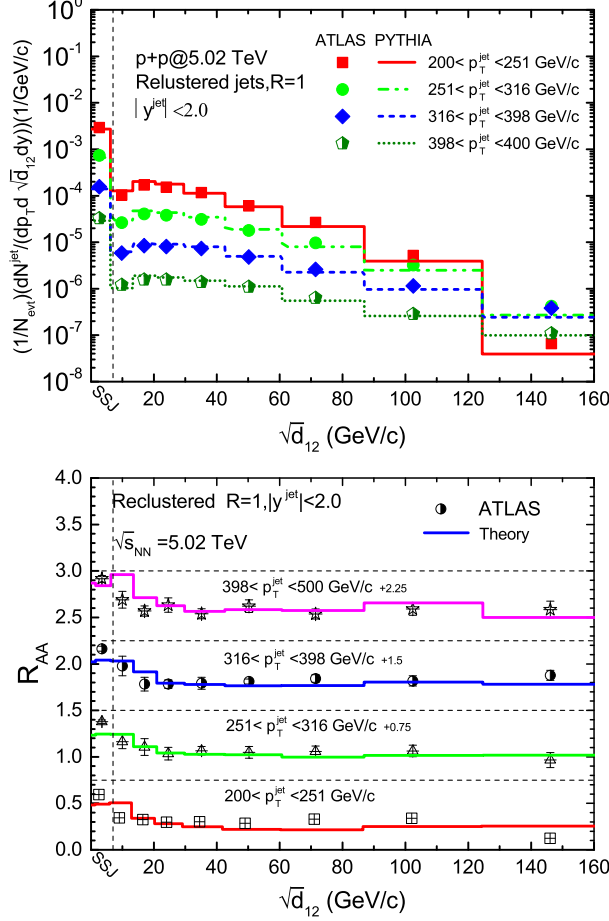 10^0
10^-1
10^-2
10^-3
10^-4
10^-5
10^-6
10^-7
10^-8
(1/N_evt)(dN^jet/(dp_T d √d_12 dy))(1/GeV/c)
p+p@5.02 TeV
Relustered jets,R=1
| y^jet| <2.0
ATLAS PYTHIA
200< p_T^jet <251 GeV/c
251< p_T^jet <316 GeV/c
316< p_T^jet <398 GeV/c
398< p_T^jet <400 GeV/c
SSJ 20 40 60 80 100 120 140 160
√d_12 (GeV/c)
4.0
3.5
3.0
2.5
2.0
1.5
1.0
0.5
0.0
R_AA
Reclustered R=1,|y^jet|<2.0
√s_NN =5.02 TeV
ATLAS
Theory
398< p_T^jet <500 GeV/c +2.25
316< p_T^jet <398 GeV/c +1.5
251< p_T^jet <316 GeV/c +0.75
200< p_T^jet <251 GeV/c
SSJ 20 40 60 80 100 120 140 160
√d_12 (GeV/c)